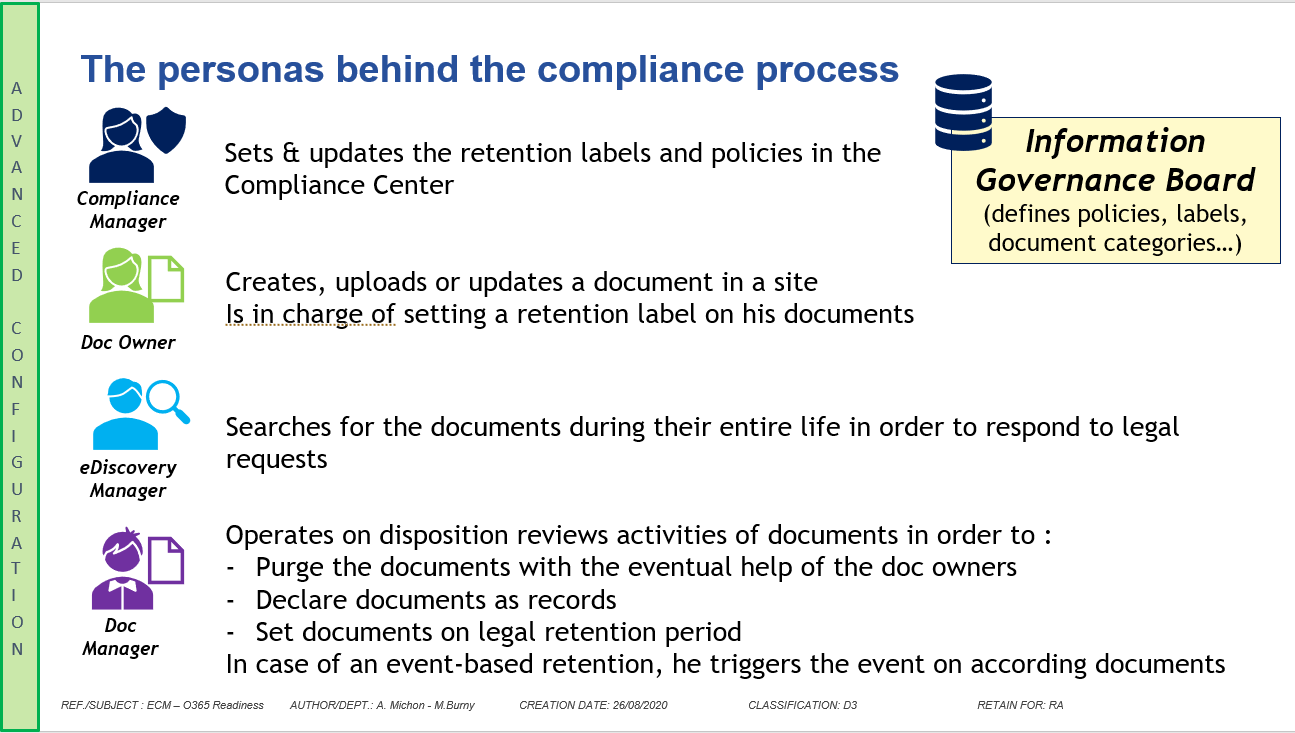 ADVANCED CONFIGURATION
The personas behind the compliance process
Information
Governance Board
(defines policies, labels,
document categories…)
Compliance
Manager
Sets & updates the retention labels and policies in the
Compliance Center
Doc Owner
Creates, uploads or updates a document in a site
Is in charge of setting a retention label on his documents
eDiscovery
Manager
Searches for the documents during their entire life in order to respond to legal
requests
Doc
Manager
Operates on disposition reviews activities of documents in order to :
- Purge the documents with the eventual help of the doc owners
- Declare documents as records
- Set documents on legal retention period
In case of an event-based retention, he triggers the event on according documents
REF./SUBJECT : ECM – O365 Readiness AUTHOR/DEPT.: A. Michon - M.Burny CREATION DATE: 26/08/2020 CLASSIFICATION: D3 RETAIN FOR: RA